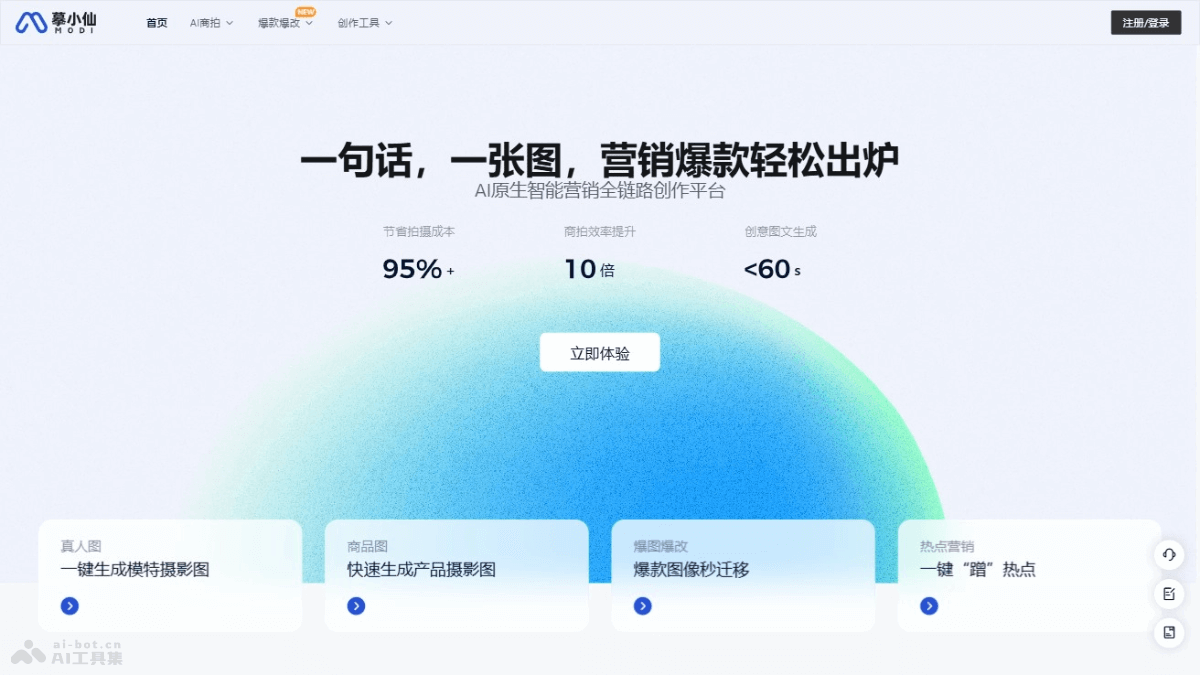 摹小仙
MODI
首页
AI商拍
爆款爆改
NEW
创作工具
注册/登录
一句话，一张图，营销爆款轻松出炉
AI原生智能营销全链路创作平台
节省拍摄成本
95% +
商拍效率提升
10 倍
创意图文生成
<60 s
立即体验
真人图
一键生成模特摄影图
商品图
快速生成产品摄影图
爆图爆改
爆款图像秒迁移
热点营销
一键“蹭”热点
ai-bot.cn
AI工具集